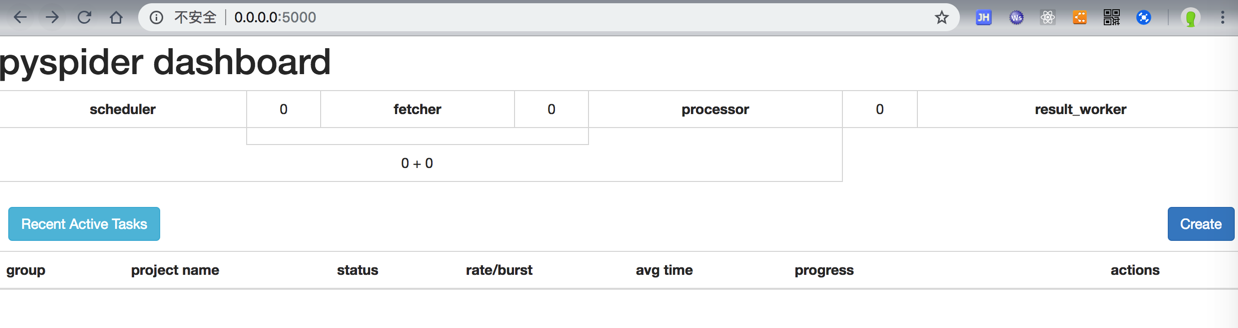 不安全 0.0.0.0:5000 JH Ws
pyspider dashboard
scheduler 0 fetcher 0 processor 0 result_worker
0 + 0
Recent Active Tasks Create
group project name status rate/burst avg time progress actions